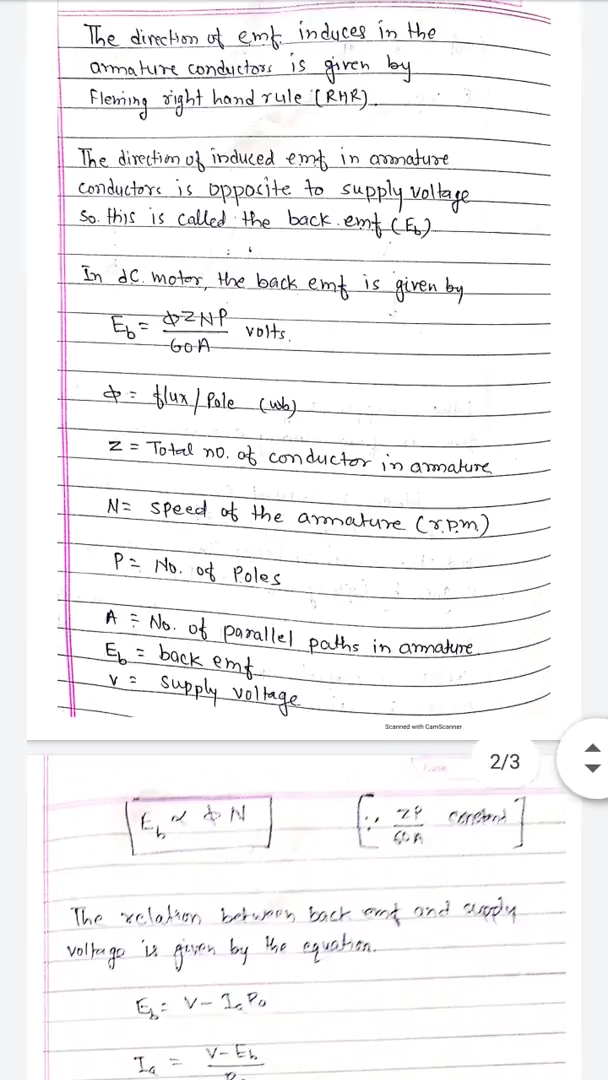 The direction of emf induces in the
armature conductors is given by
Fleming right hand rule (RHR).
The direction of induced emf in armature
conductors is opposite to supply voltage
so. this is called the back emf (Eb)
In dC. motor, the back emf is given by
Eb = ΦZNP/60A volts.
Φ = flux/Pole (wb)
Z = Total no. of conductor in armature
N = speed of the armature (r.p.m)
P = No. of Poles
A = No. of parallel paths in armature
Eb = back emf
V = supply voltage
Scanned with CamScanner
2/3
Eb ∝ ΦN [∵ ZP/60A constant]
The relation between back emf and supply
voltage is given by the equation.
Eb = V - IaRa
Ia = V - Eb